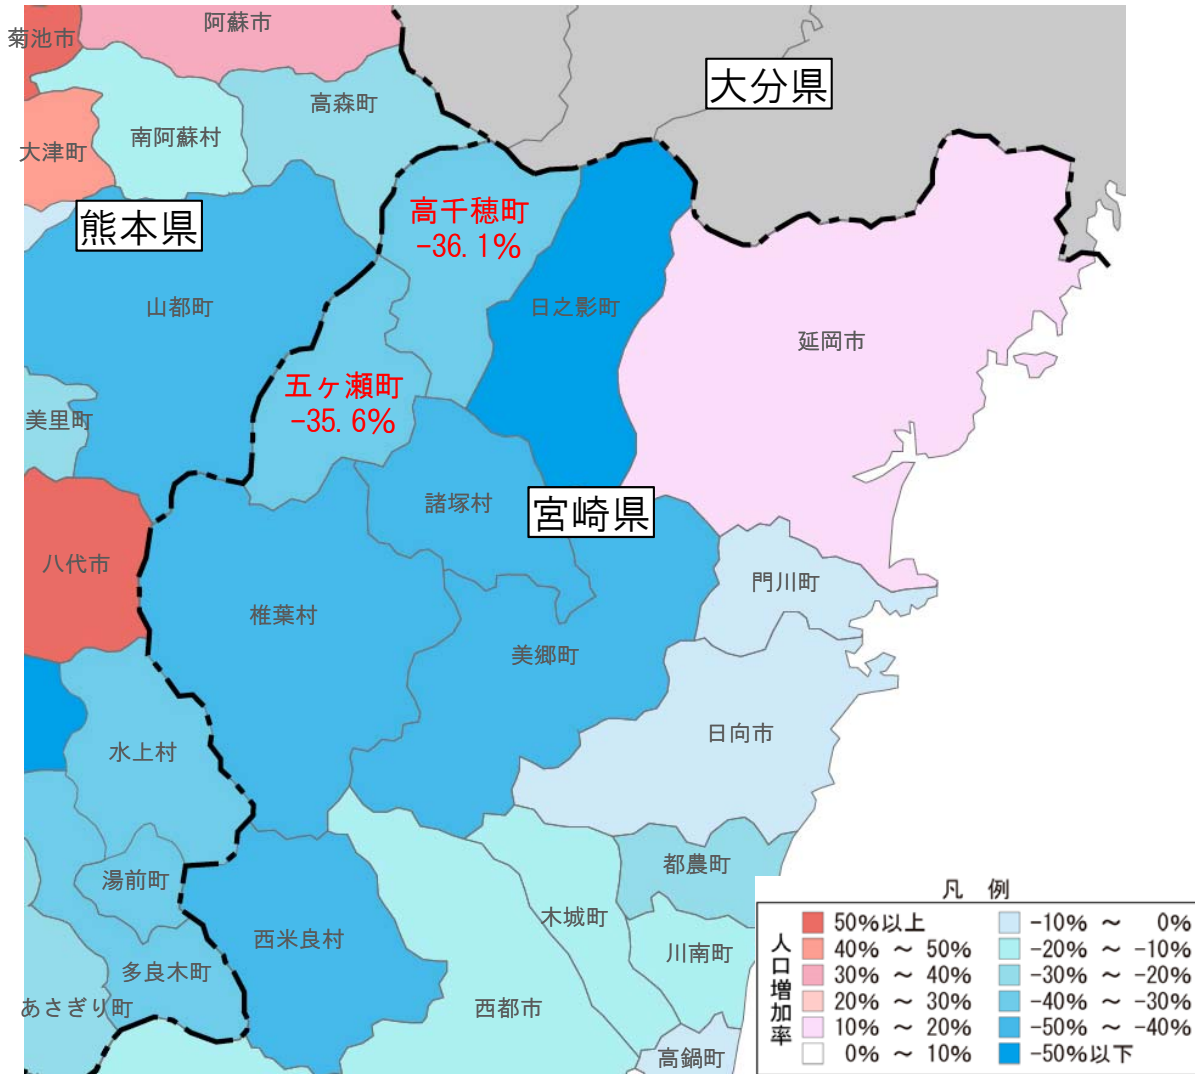 菊池市
阿蘇市
大分県
高森町
南阿蘇村
大津町
熊本県
高千穂町
-36.1%
山都町
日之影町
延岡市
五ヶ瀬町
-35.6%
美里町
諸塚村
宮崎県
八代市
門川町
椎葉村
美郷町
日向市
水上村
都農町
湯前町
木城町
西米良村
川南町
多良木町
あさぎり町
西都市
高鍋町
凡 例
人口増加率
50%以上
40% ～ 50%
30% ～ 40%
20% ～ 30%
10% ～ 20%
0% ～ 10%
-10% ～ 0%
-20% ～ -10%
-30% ～ -20%
-40% ～ -30%
-50% ～ -40%
-50%以下